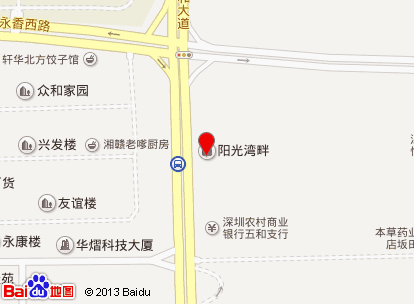 永香西路
和大道
轩华北方饺子馆
众和家园
兴发楼
湘赣老嗲厨房
阳光湾畔
货
友谊楼
深圳农村商业
银行五和支行
永康楼
华熠科技大厦
本草药业
店坂田
苑
Bai 地图
© 2013 Baidu